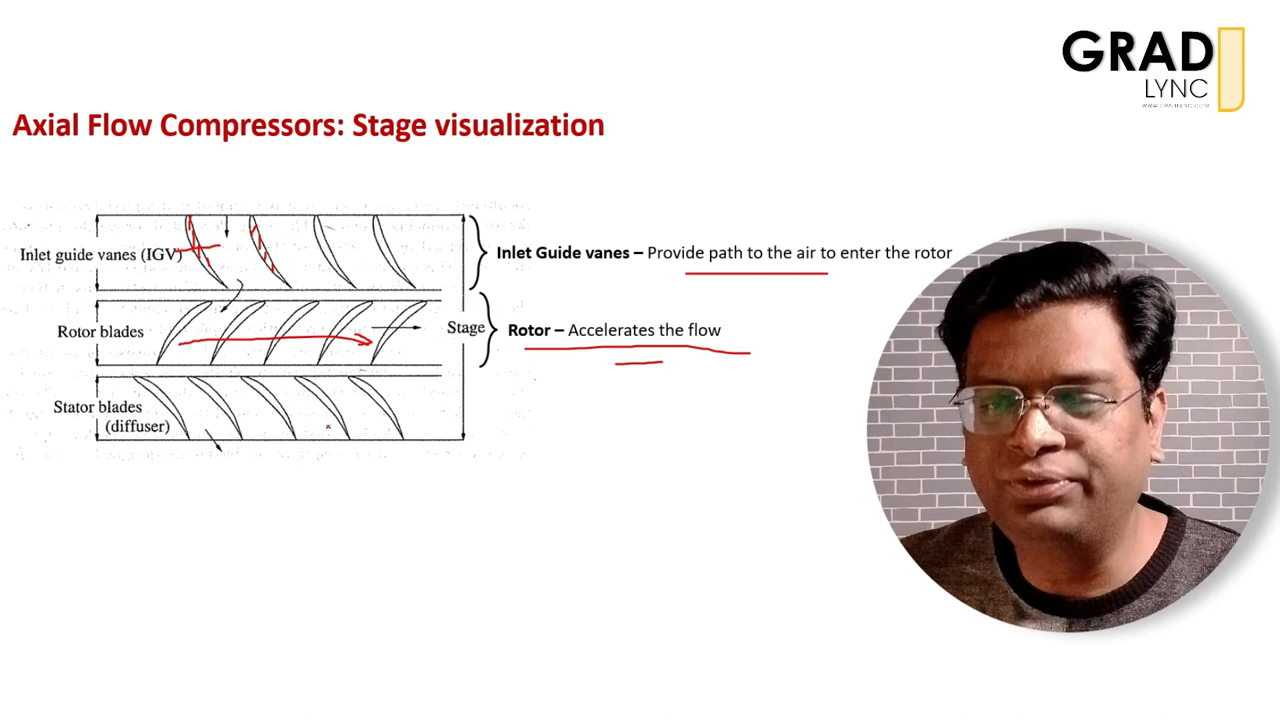 GRAD
LYNC
Axial Flow Compressors: Stage visualization
Inlet guide vanes (IGV)
Inlet Guide vanes – Provide path to the air to enter the rotor
Rotor blades
Stage
Rotor – Accelerates the flow
Stator blades
(diffuser)